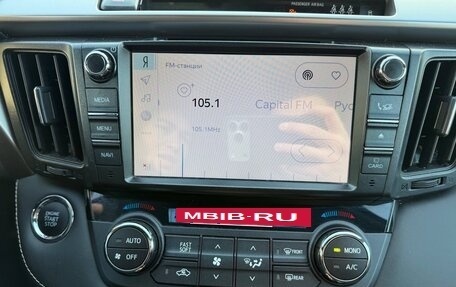 PASSENGER AIRBAG
Я
FM-станции
MEDIA
MENU
NAVI
105.1
Capital FM
Рус
105.1MHz
CARD
MBIB-RU
ENGINE
START
STOP
AUTO
OFF
FAST
SOFT
FRONT
REAR
MONO
A/C